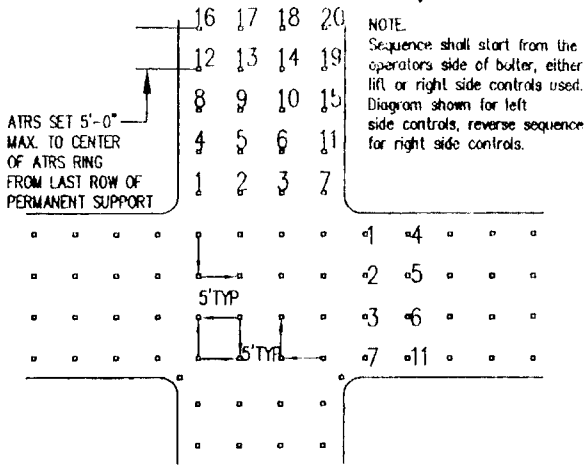 16 17 18 20
12 13 14 19
8 9 10 15
4 5 6 11
1 2 3 7
NOTE.
Sequence shall start from the
operators side of bolter, either
lift or right side controls used.
Diagram shown for left
side controls, reverse sequence
for right side controls.
ATRS SET 5'-0"
MAX. TO CENTER
OF ATRS RING
FROM LAST ROW OF
PERMANENT SUPPORT
1 4
2 5
3 6
7 11
5'TYP
5'TYP